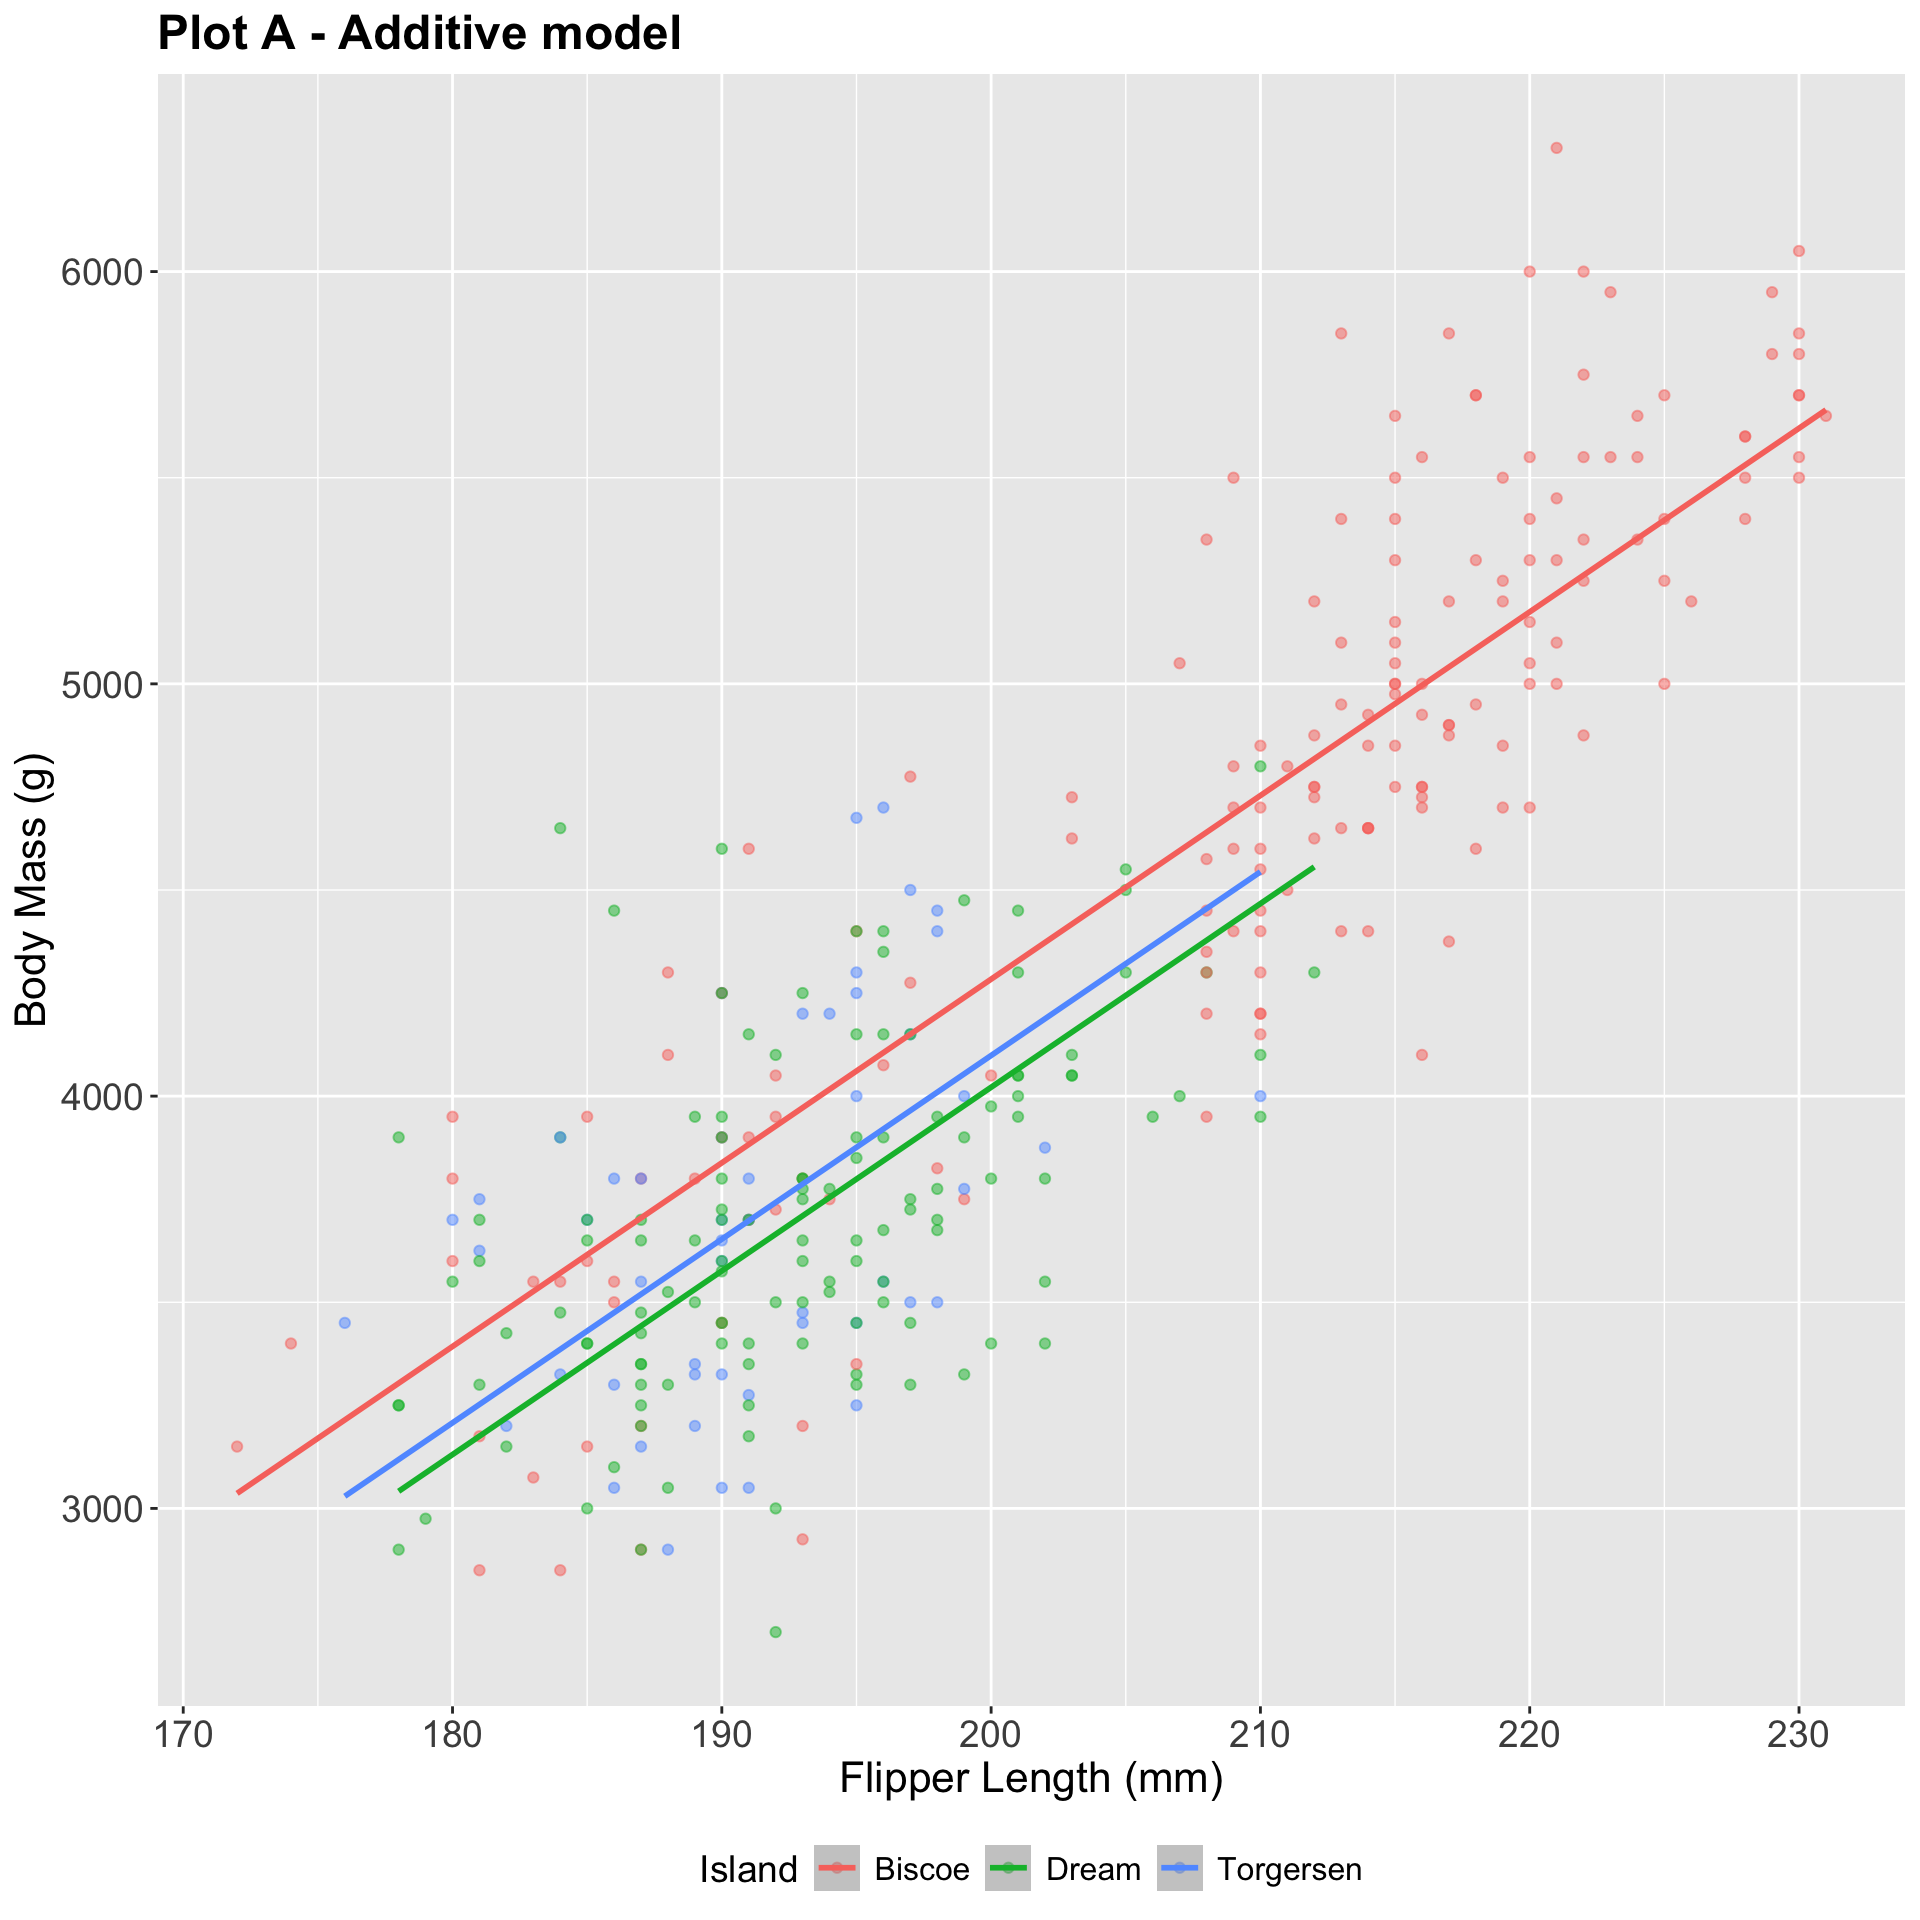 Plot A - Additive model
6000
5000
4000
3000
Body Mass (g)
170 180 190 200 210 220 230
Flipper Length (mm)
Island Biscoe Dream Torgersen